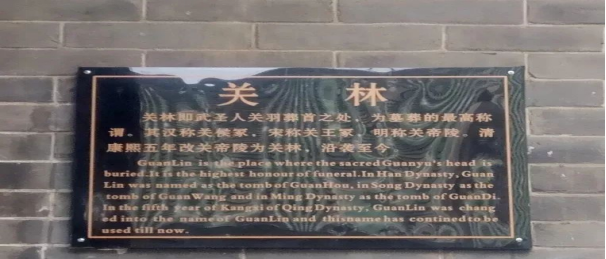 关林
关林即武圣人关羽葬首之处，为墓葬的最高称
谓。其汉称关侯冢，宋称关王冢，明称关帝陵。清
康熙五年改关帝陵为关林，沿袭至今。
GuanLin is the place where the sacred Guanyu's head is
buried.It is the highest honour of funeral.In Han Dynasty, Guan
Lin was named as the tomb of GuanHou, in Song Dynasty as the
tomb of GuanWang and in Ming Dynasty as the tomb of GuanDi.
In the fifth year of Kangxi of Qing Dynasty, GuanLin was chang
ed into the name of GuanLin and this name has contined to be
used till now.